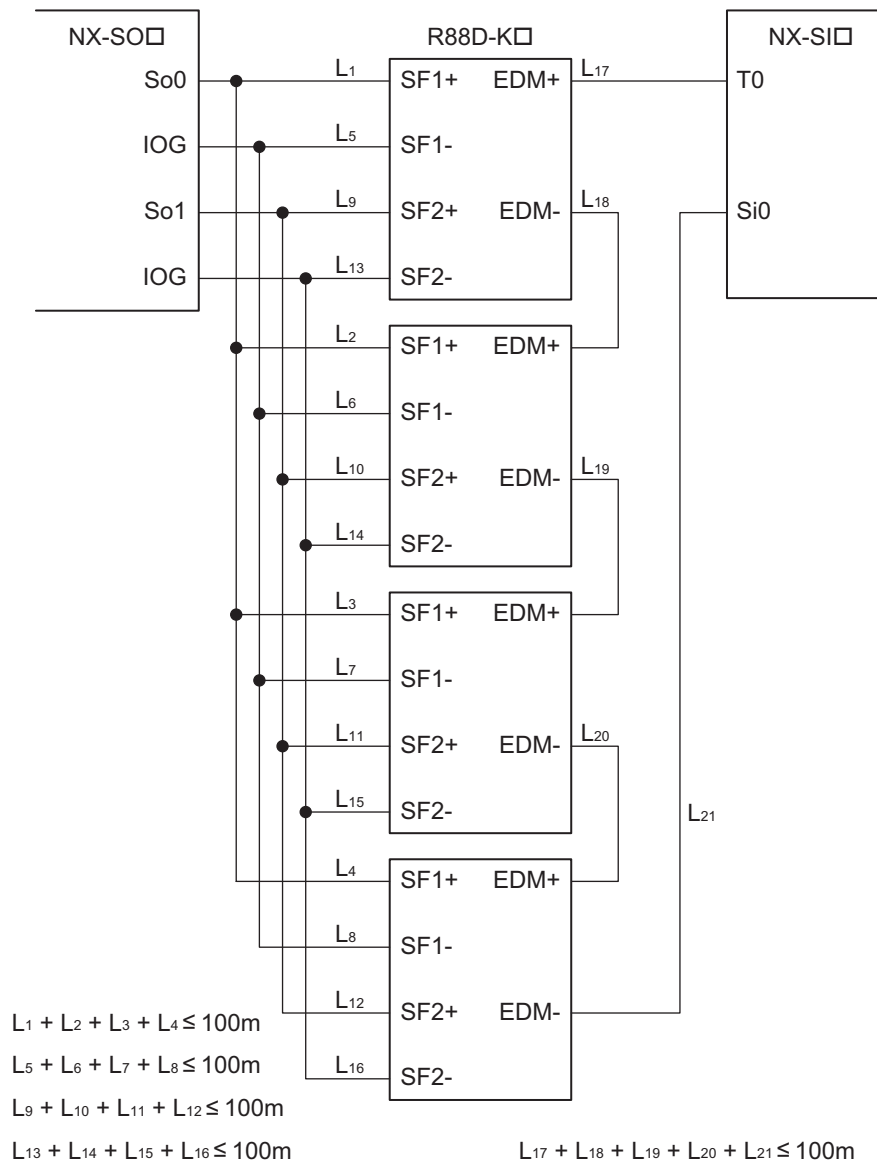 NX-SO□ R88D-K□ NX-SI□
So0 L1 SF1+ EDM+ L17 T0
IOG L5 SF1-
So1 L9 SF2+ EDM- L18 Si0
IOG L13 SF2-
L2 SF1+ EDM+
L6 SF1-
L10 SF2+ EDM- L19
L14 SF2-
L3 SF1+ EDM+
L7 SF1-
L11 SF2+ EDM- L20
L15 SF2-
L21
L4 SF1+ EDM+
L8 SF1-
L12 SF2+ EDM-
L16 SF2-
L1 + L2 + L3 + L4 ≤ 100m
L5 + L6 + L7 + L8 ≤ 100m
L9 + L10 + L11 + L12 ≤ 100m
L13 + L14 + L15 + L16 ≤ 100m
L17 + L18 + L19 + L20 + L21 ≤ 100m